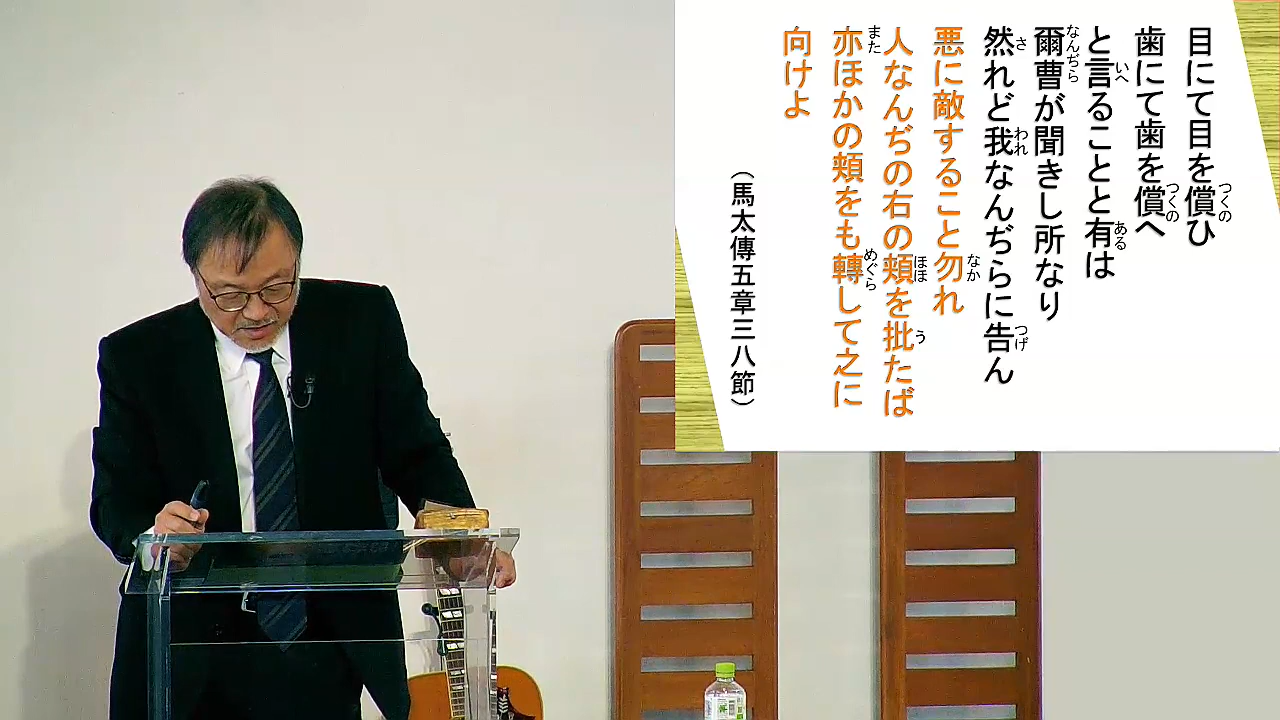 目にて目を償ひ
歯にて歯を償へ
と言ることと有は
爾曹が聞きし所なり
然れど我なんぢらに告ん
悪に敵すること勿れ
人なんぢの右の頬を批たば
亦ほかの頬をも轉して之に
向けよ
（馬太傳五章三八節）